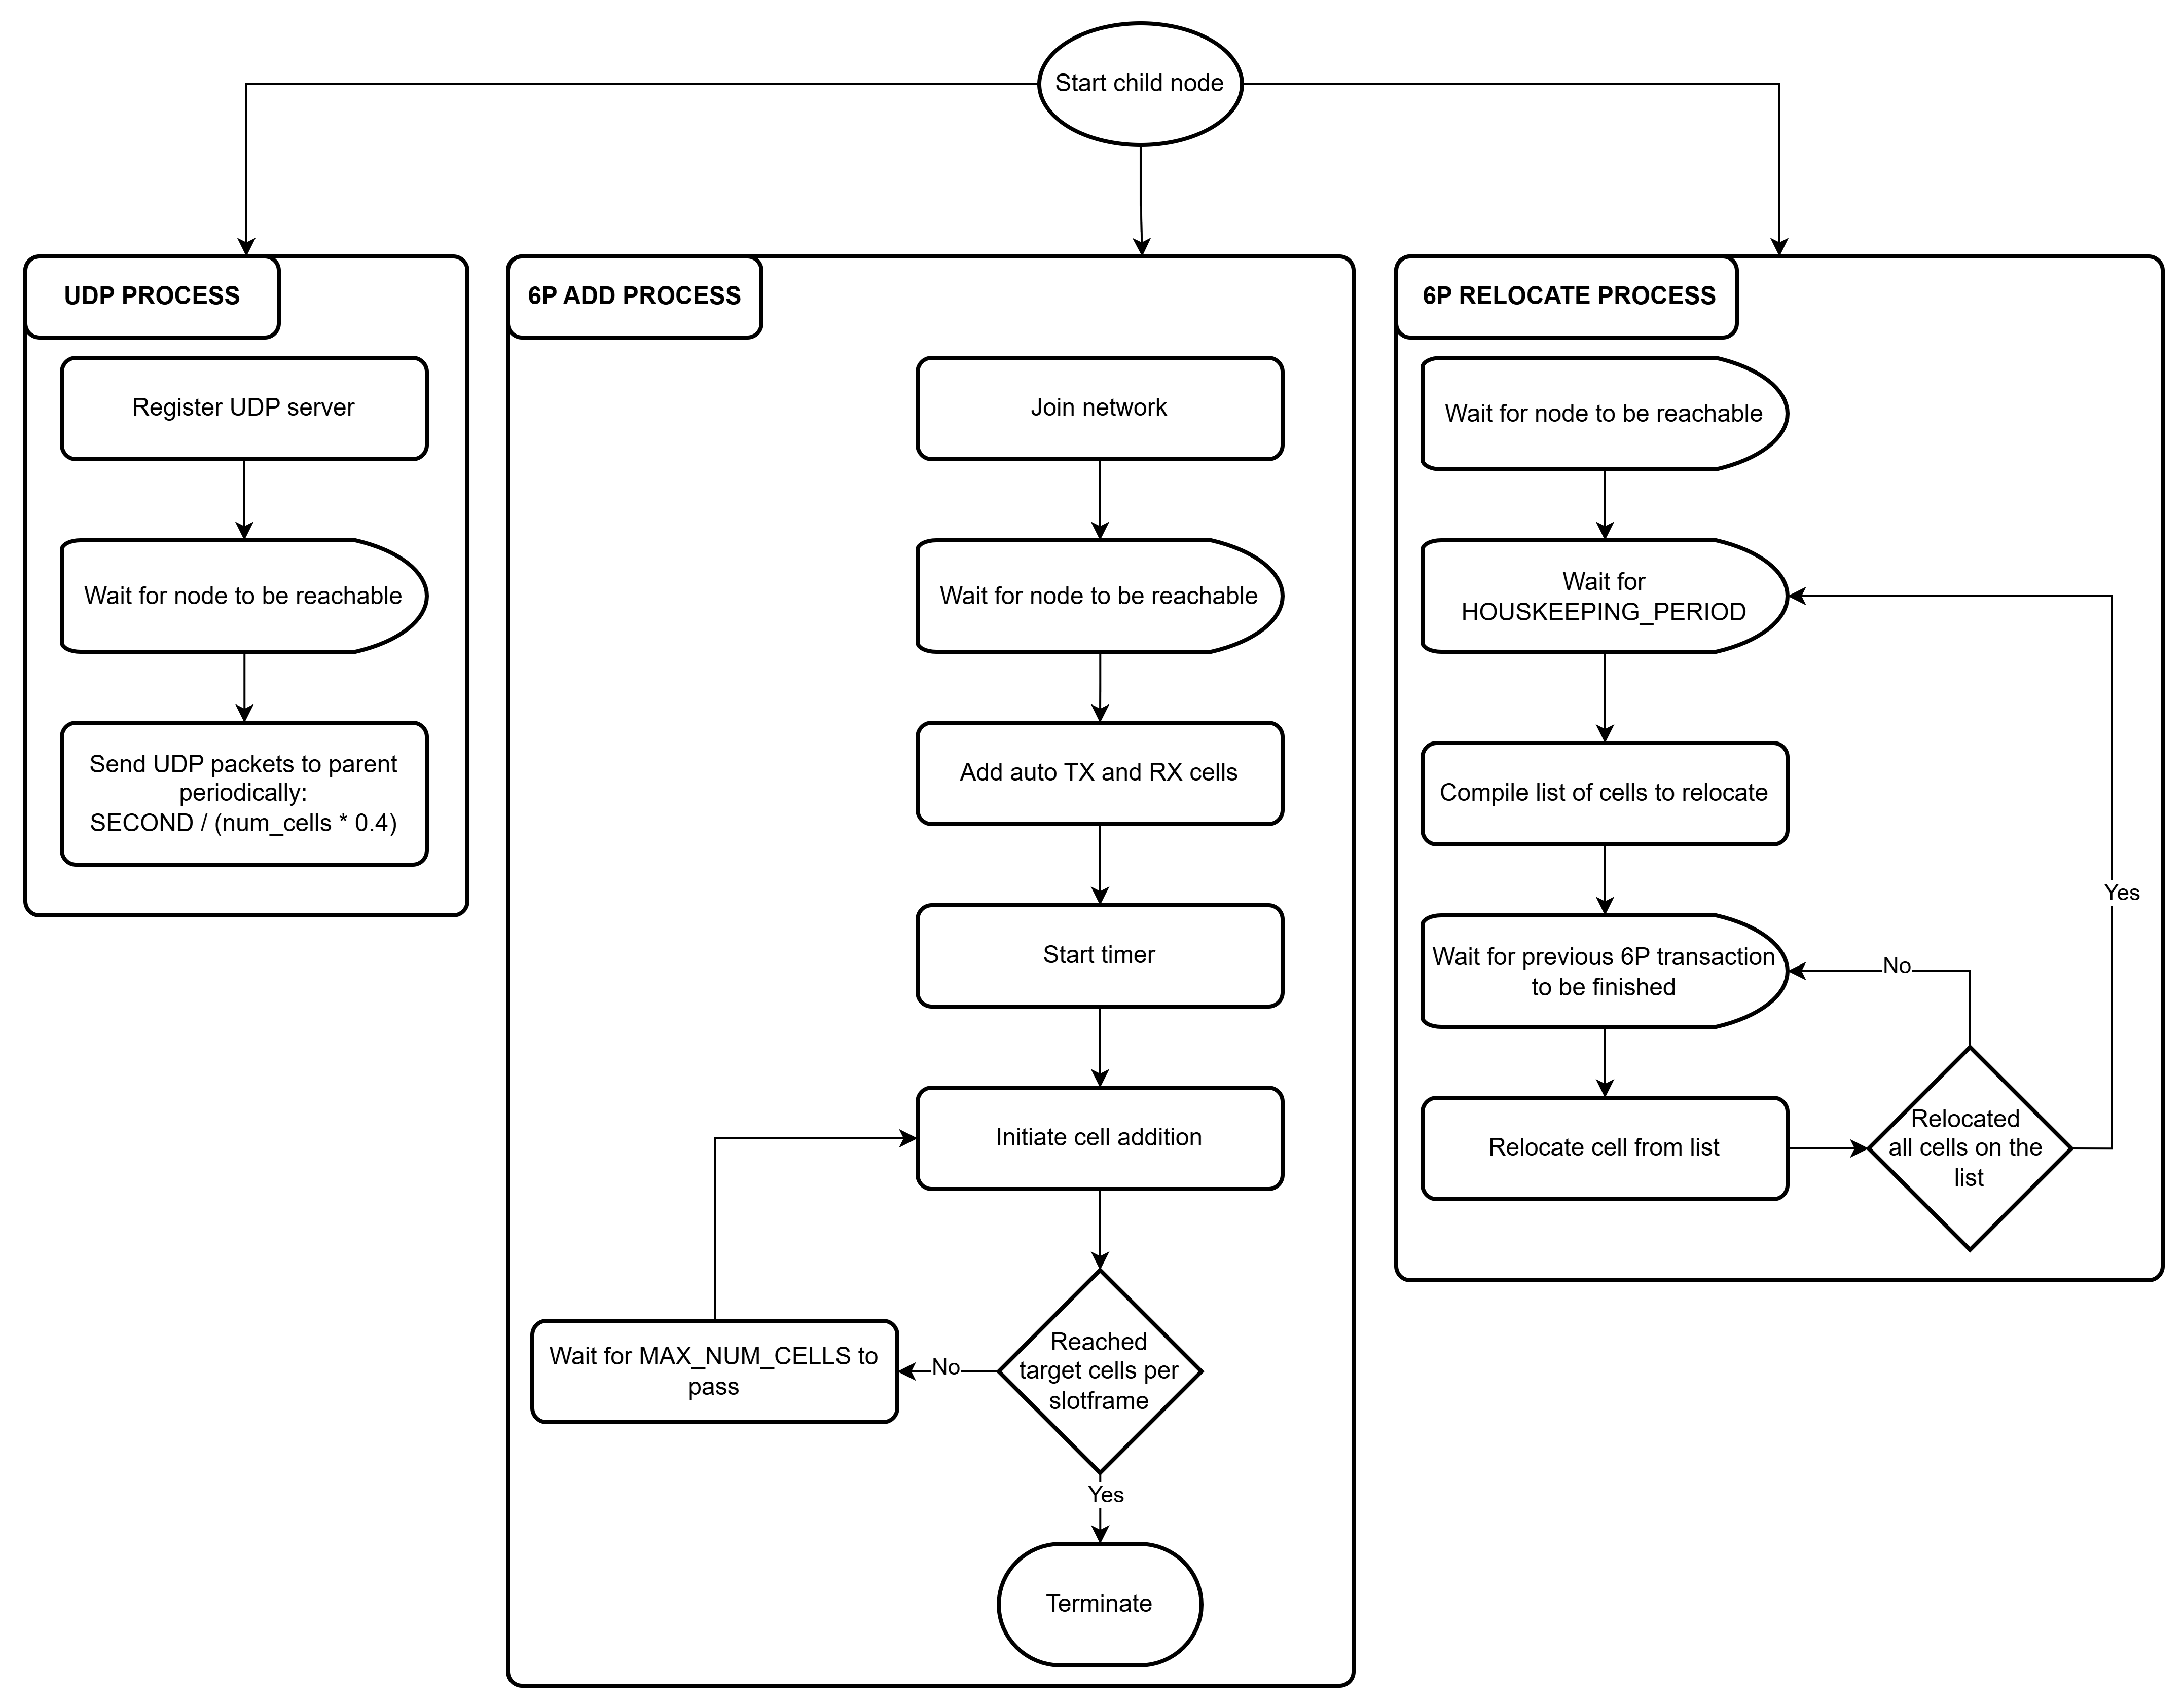 Start child node
UDP PROCESS
Register UDP server
Wait for node to be reachable
Send UDP packets to parent
periodically:
SECOND / (num_cells * 0.4)
6P ADD PROCESS
Join network
Wait for node to be reachable
Add auto TX and RX cells
Start timer
Initiate cell addition
Reached
target cells per
slotframe
No
Wait for MAX_NUM_CELLS to
pass
Yes
Terminate
6P RELOCATE PROCESS
Wait for node to be reachable
Wait for
HOUSKEEPING_PERIOD
Compile list of cells to relocate
Wait for previous 6P transaction
to be finished
Relocate cell from list
Relocated
all cells on the
list
No
Yes